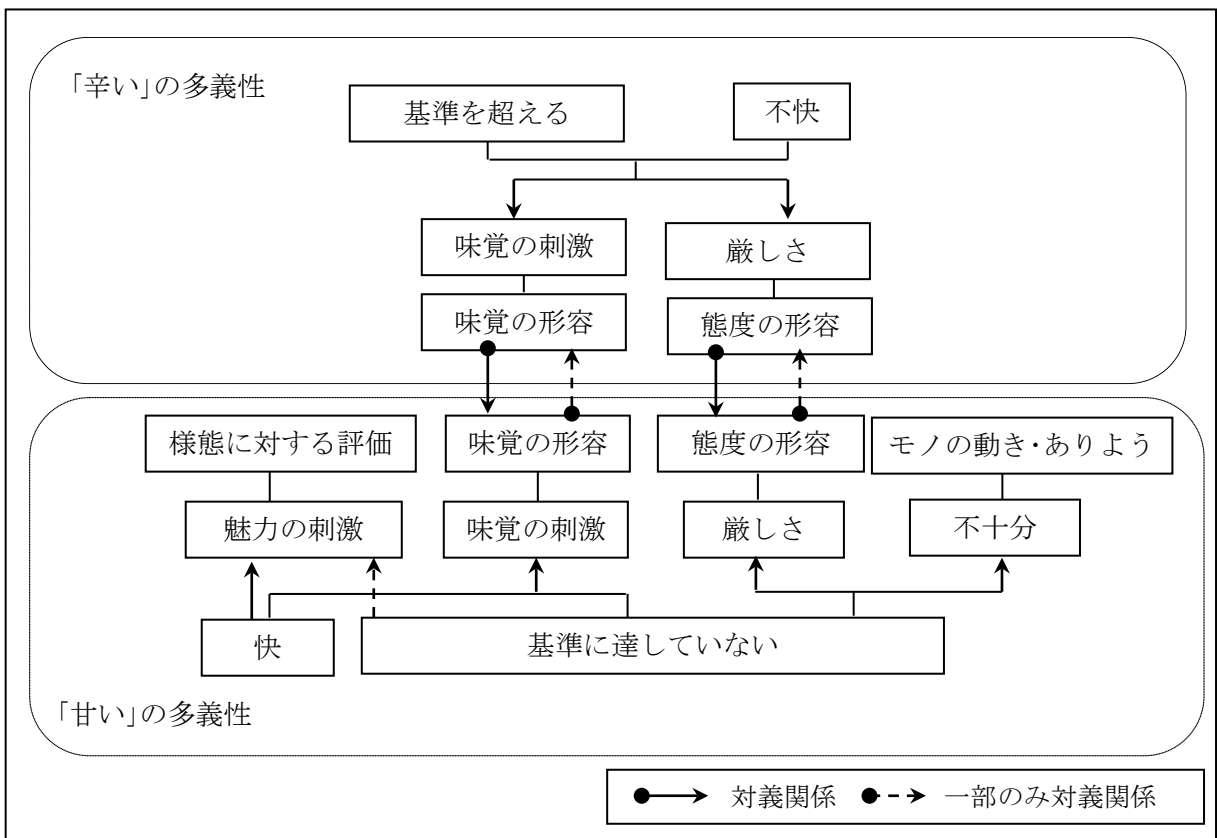 「辛い」の多義性
基準を超える
不快
味覚の刺激
厳しさ
味覚の形容
態度の形容
様態に対する評価
味覚の形容
態度の形容
モノの動き・ありよう
魅力の刺激
味覚の刺激
厳しさ
不十分
快
基準に達していない
「甘い」の多義性
対義関係
一部のみ対義関係